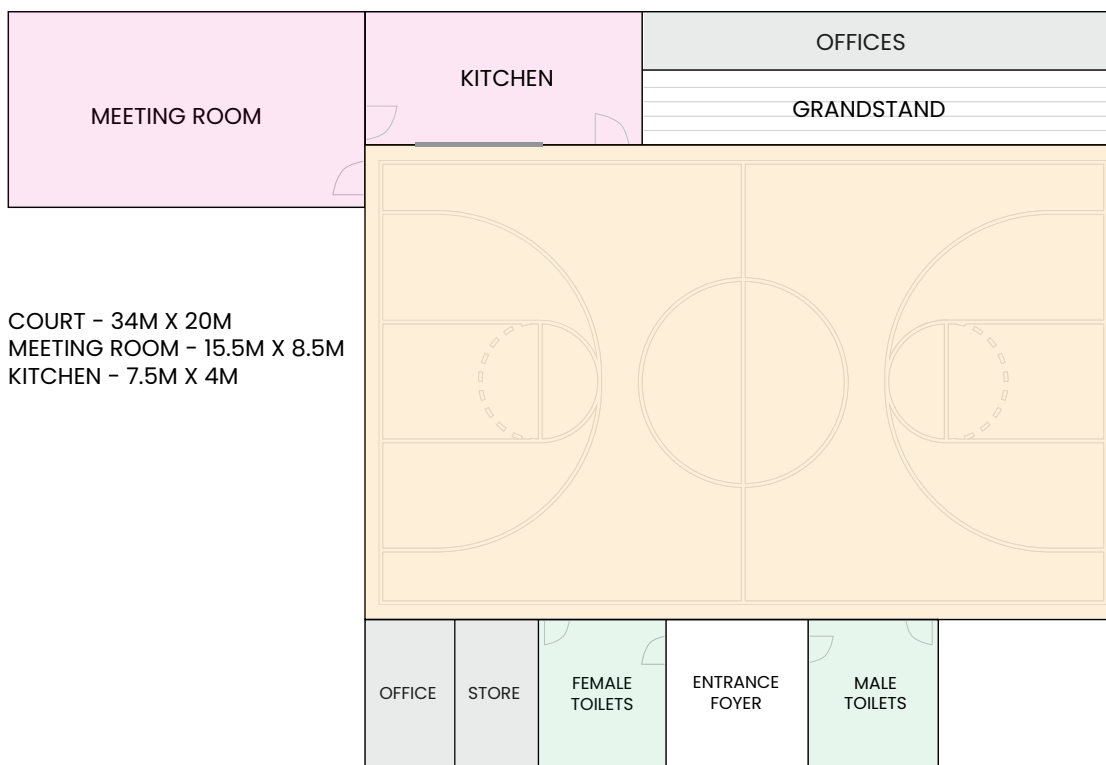 OFFICES
KITCHEN
GRANDSTAND
MEETING ROOM
COURT - 34M X 20M
MEETING ROOM - 15.5M X 8.5M
KITCHEN - 7.5M X 4M
OFFICE
STORE
FEMALE
TOILETS
ENTRANCE
FOYER
MALE
TOILETS